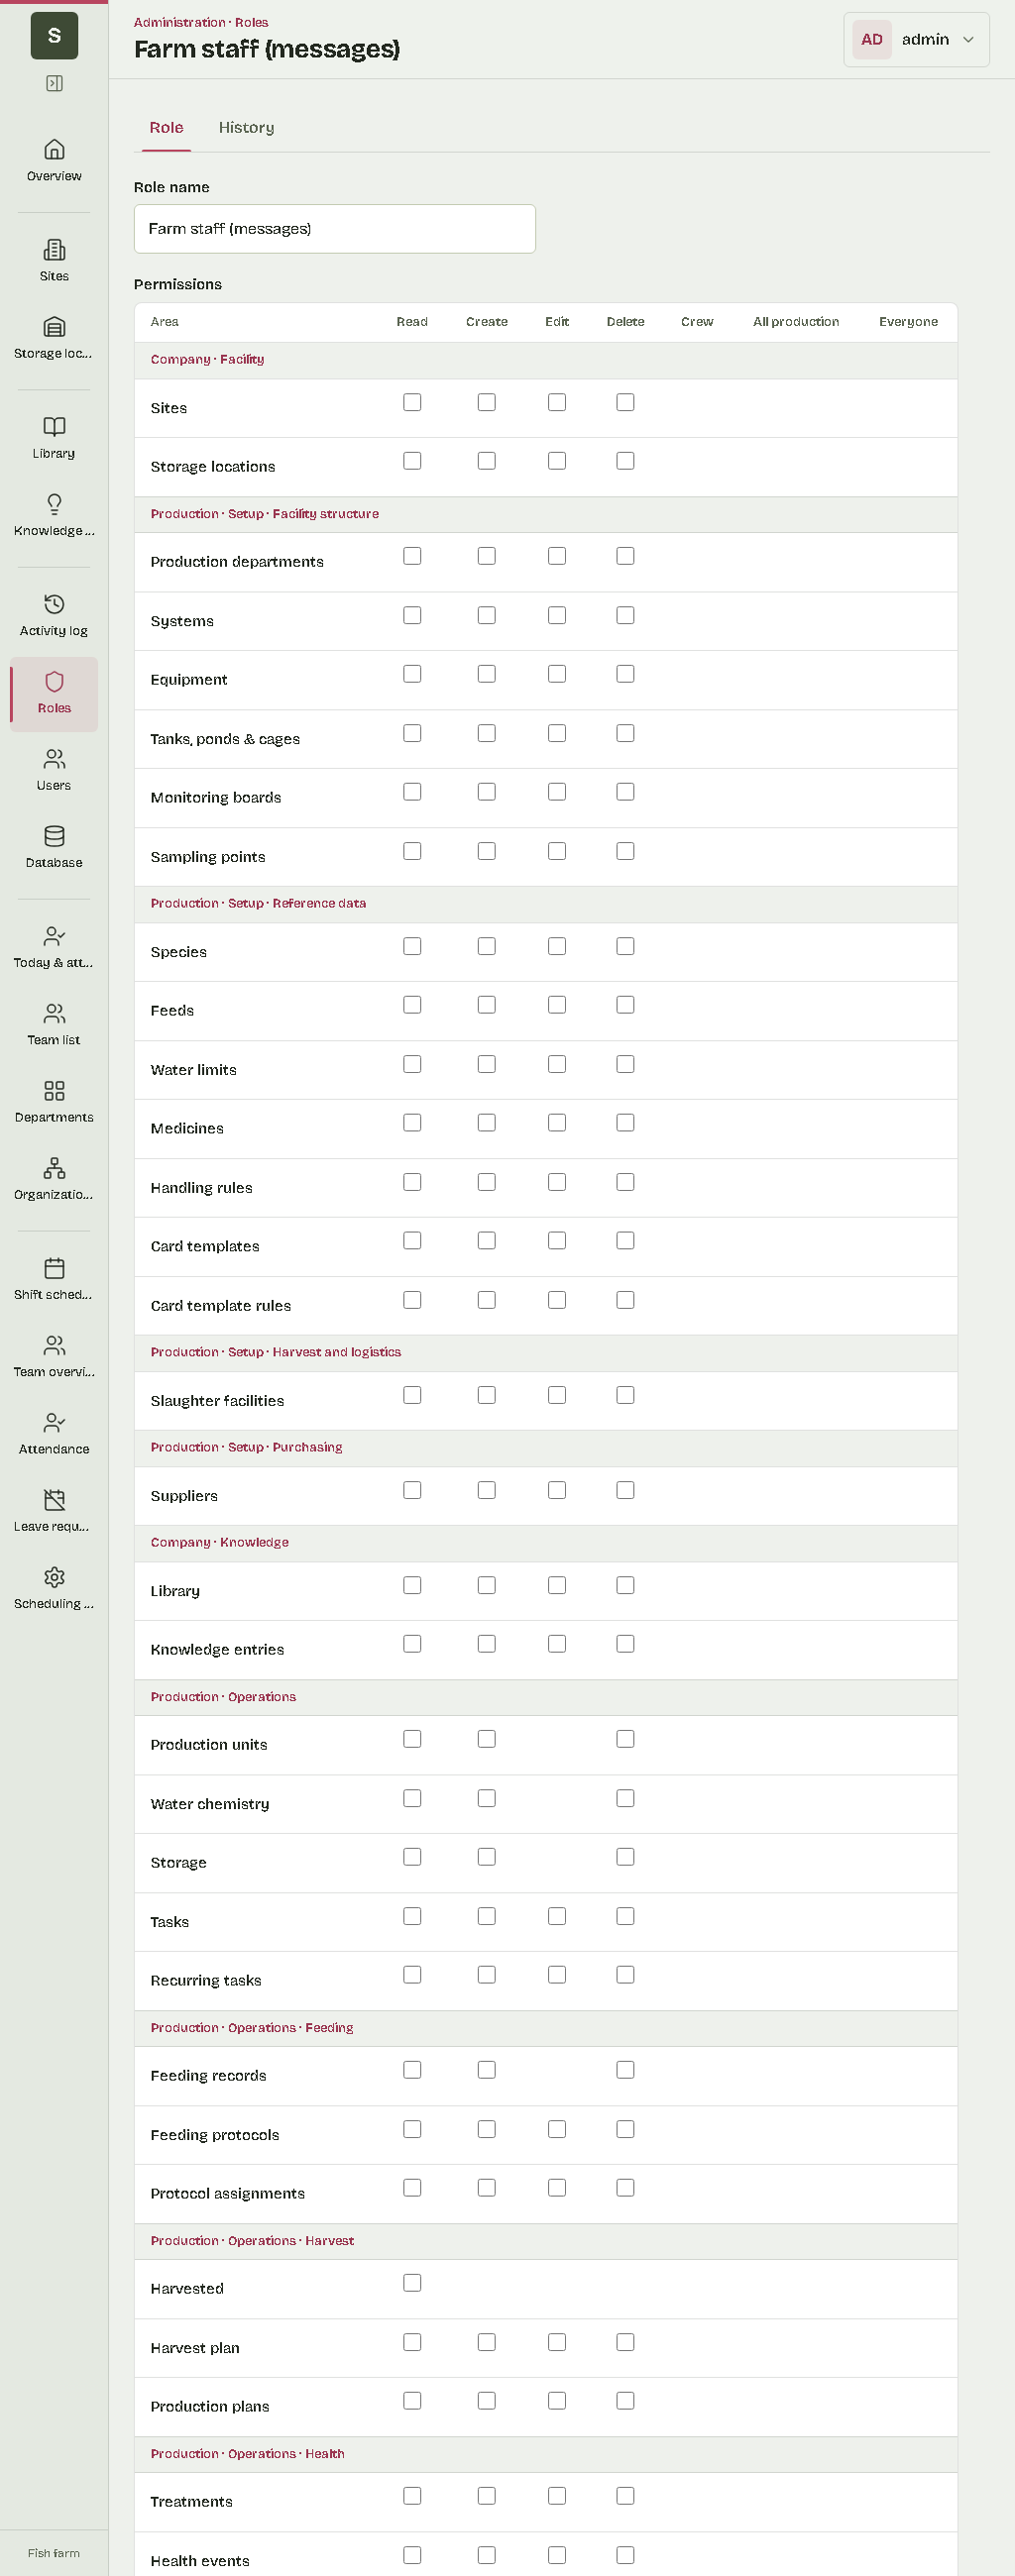 S
Overview
Sites
Storage loc...
Library
Knowledge ...
Activity log
Roles
Users
Database
Today & att...
Team list
Departments
Organizatio...
Shift sched...
Team overvi...
Attendance
Leave requ...
Scheduling ...
Fish farm
Administration · Roles
Farm staff (messages)
AD admin
Role History
Role name
Farm staff (messages)
Permissions
Area Read Create Edit Delete Crew All production Everyone
Company · Facility
Sites
Storage locations
Production · Setup · Facility structure
Production departments
Systems
Equipment
Tanks, ponds & cages
Monitoring boards
Sampling points
Production · Setup · Reference data
Species
Feeds
Water limits
Medicines
Handling rules
Card templates
Card template rules
Production · Setup · Harvest and logistics
Slaughter facilities
Production · Setup · Purchasing
Suppliers
Company · Knowledge
Library
Knowledge entries
Production · Operations
Production units
Water chemistry
Storage
Tasks
Recurring tasks
Production · Operations · Feeding
Feeding records
Feeding protocols
Protocol assignments
Production · Operations · Harvest
Harvested
Harvest plan
Production plans
Production · Operations · Health
Treatments
Health events